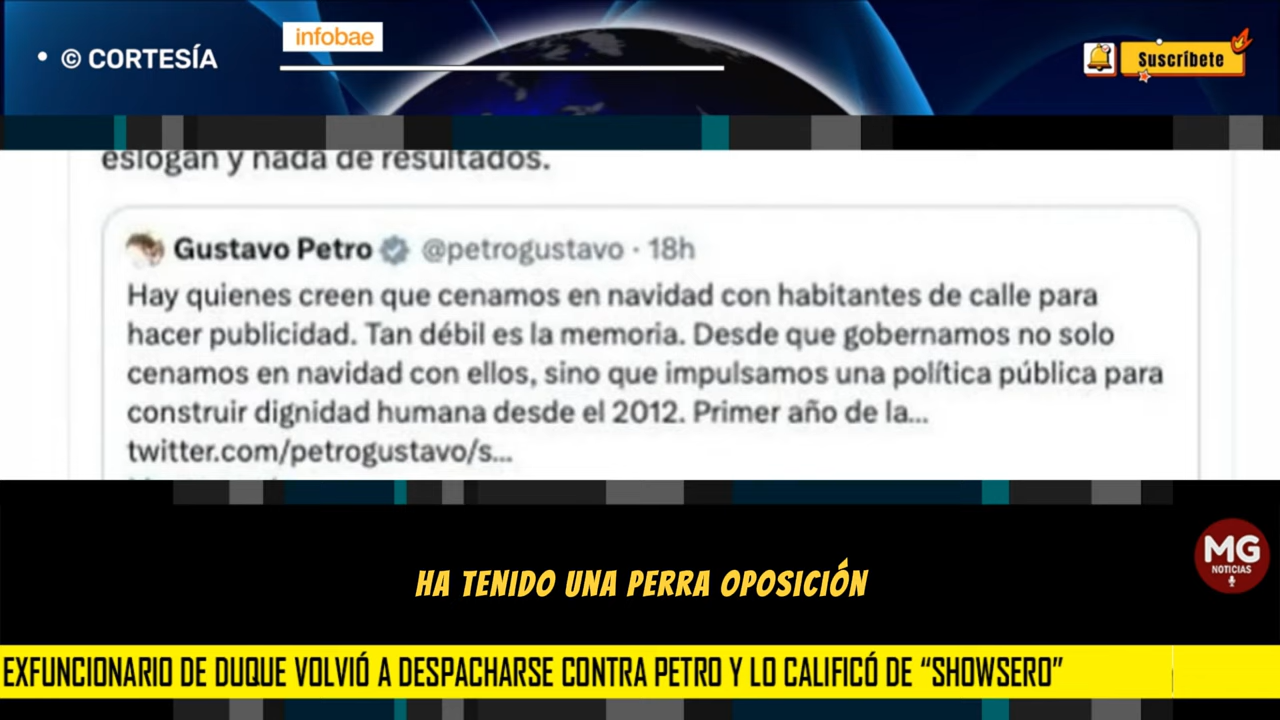 © CORTESÍA
infobae
Suscríbete
eslogan y nada de resultados.
Gustavo Petro @petrogustavo · 18h
Hay quienes creen que cenamos en navidad con habitantes de calle para
hacer publicidad. Tan débil es la memoria. Desde que gobernamos no solo
cenamos en navidad con ellos, sino que impulsamos una política pública para
construir dignidad humana desde el 2012. Primer año de la...
twitter.com/petrogustavo/s...
MG
NOTICIAS
HA TENIDO UNA PERRA OPOSICIÓN
EXFUNCIONARIO DE DUQUE VOLVIÓ A DESPACHARSE CONTRA PETRO Y LO CALIFICÓ DE “SHOWSERO”